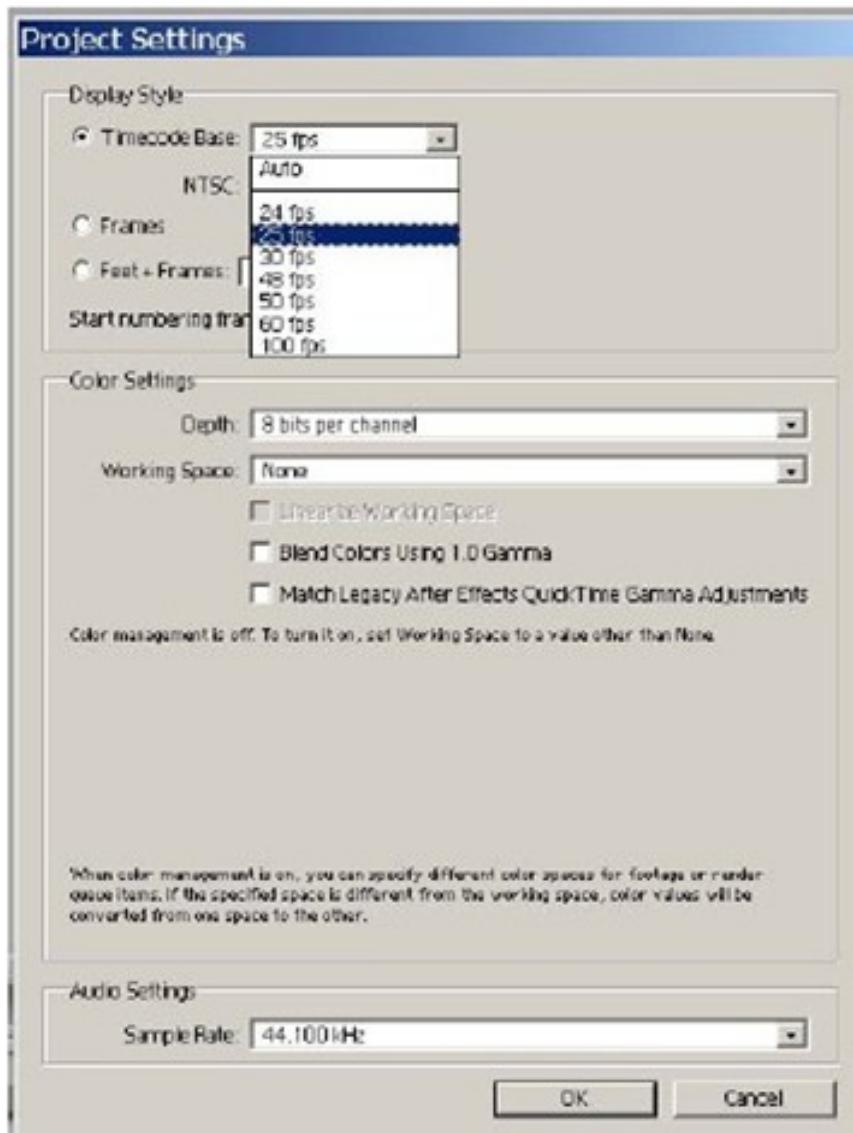 Project Settings
Display Style
Timecode Base: 25 fps
Auto
NTSC:
24 fps
25 fps
Frames
30 fps
Feet + Frames:
48 fps
50 fps
Start numbering fra
60 fps
100 fps
Color Settings
Depth: 8 bits per channel
Working Space: None
Linearize Working Space
Blend Colors Using 1.0 Gamma
Match Legacy After Effects QuickTime Gamma Adjustments
Color management is off. To turn it on, set Working Space to a value other than None.
When color management is on, you can specify different color spaces for footage or render
queue items. If the specified space is different from the working space, color values will be
converted from one space to the other.
Audio Settings
Sample Rate: 44.100 kHz
OK Cancel